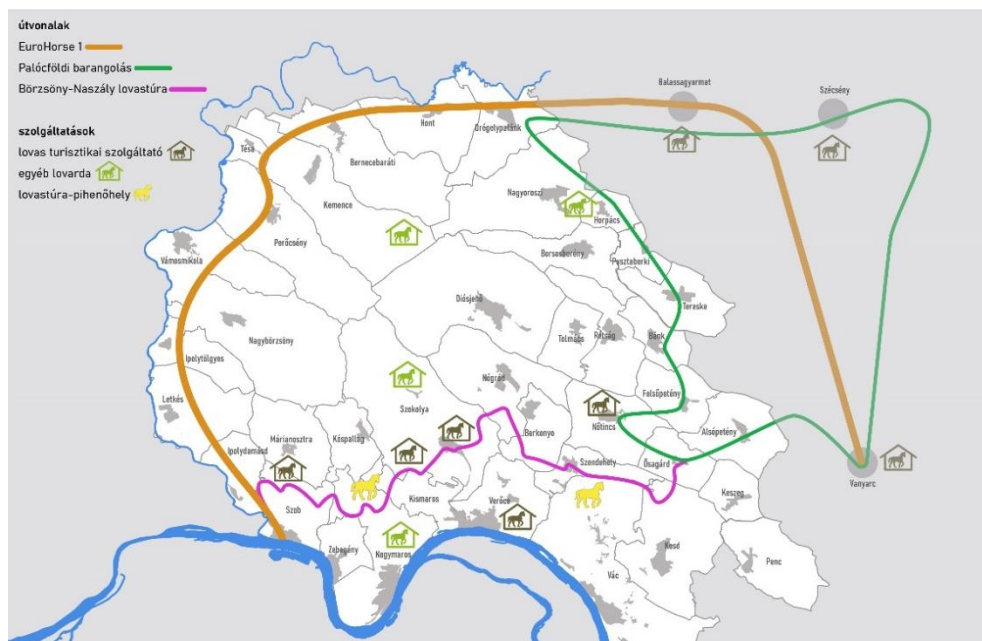 útvonalak
EuroHorse 1
Palócföldi barangolás
Börzsöny-Naszály lovastúra
szolgáltatások
lovas turisztikai szolgáltató
egyéb lovarda
lovastúra-pihenőhely
Balassagyarmat
Szécsény
Hont
Drégelypalánk
Tésa
Bernecebaráti
Kemence
Nagyoroszi
Horpács
Perőcsény
Vámosmikola
Borsosberény
Pusztaberki
Tereske
Diósjenő
Nagybörzsöny
Tolmács
Rétság
Bánk
Ipolytölgyes
Nógrád
Letkés
Szokolya
Felsőpetény
Nőtincs
Berkenye
Alsópetény
Márianosztra
Kóspallag
Ipolydamásd
Szendehely
Ősagárd
Vanyarc
Kismaros
Verőce
Keszeg
Szob
Zebegény
Nagymaros
Kosd
Penc
Vác